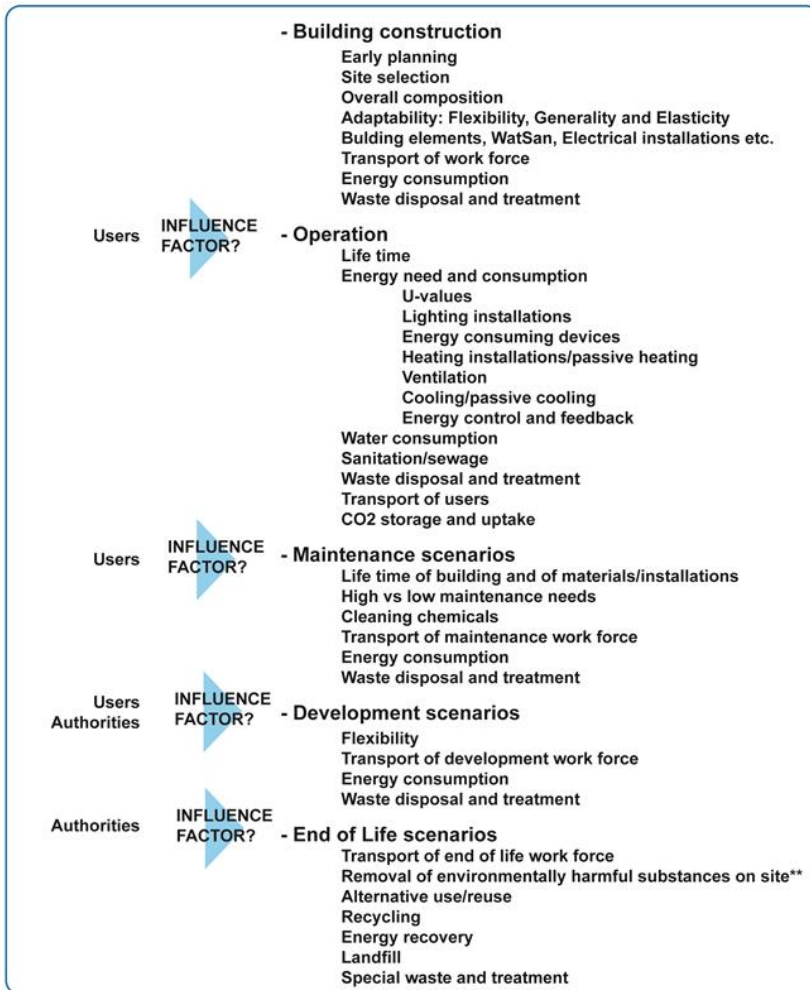 - Building construction
Early planning
Site selection
Overall composition
Adaptability: Flexibility, Generality and Elasticity
Bulding elements, WatSan, Electrical installations etc.
Transport of work force
Energy consumption
Waste disposal and treatment
Users
INFLUENCE
FACTOR?
- Operation
Life time
Energy need and consumption
U-values
Lighting installations
Energy consuming devices
Heating installations/passive heating
Ventilation
Cooling/passive cooling
Energy control and feedback
Water consumption
Sanitation/sewage
Waste disposal and treatment
Transport of users
CO2 storage and uptake
Users
INFLUENCE
FACTOR?
- Maintenance scenarios
Life time of building and of materials/installations
High vs low maintenance needs
Cleaning chemicals
Transport of maintenance work force
Energy consumption
Waste disposal and treatment
Users
Authorities
INFLUENCE
FACTOR?
- Development scenarios
Flexibility
Transport of development work force
Energy consumption
Waste disposal and treatment
Authorities
INFLUENCE
FACTOR?
- End of Life scenarios
Transport of end of life work force
Removal of environmentally harmful substances on site**
Alternative use/reuse
Recycling
Energy recovery
Landfill
Special waste and treatment